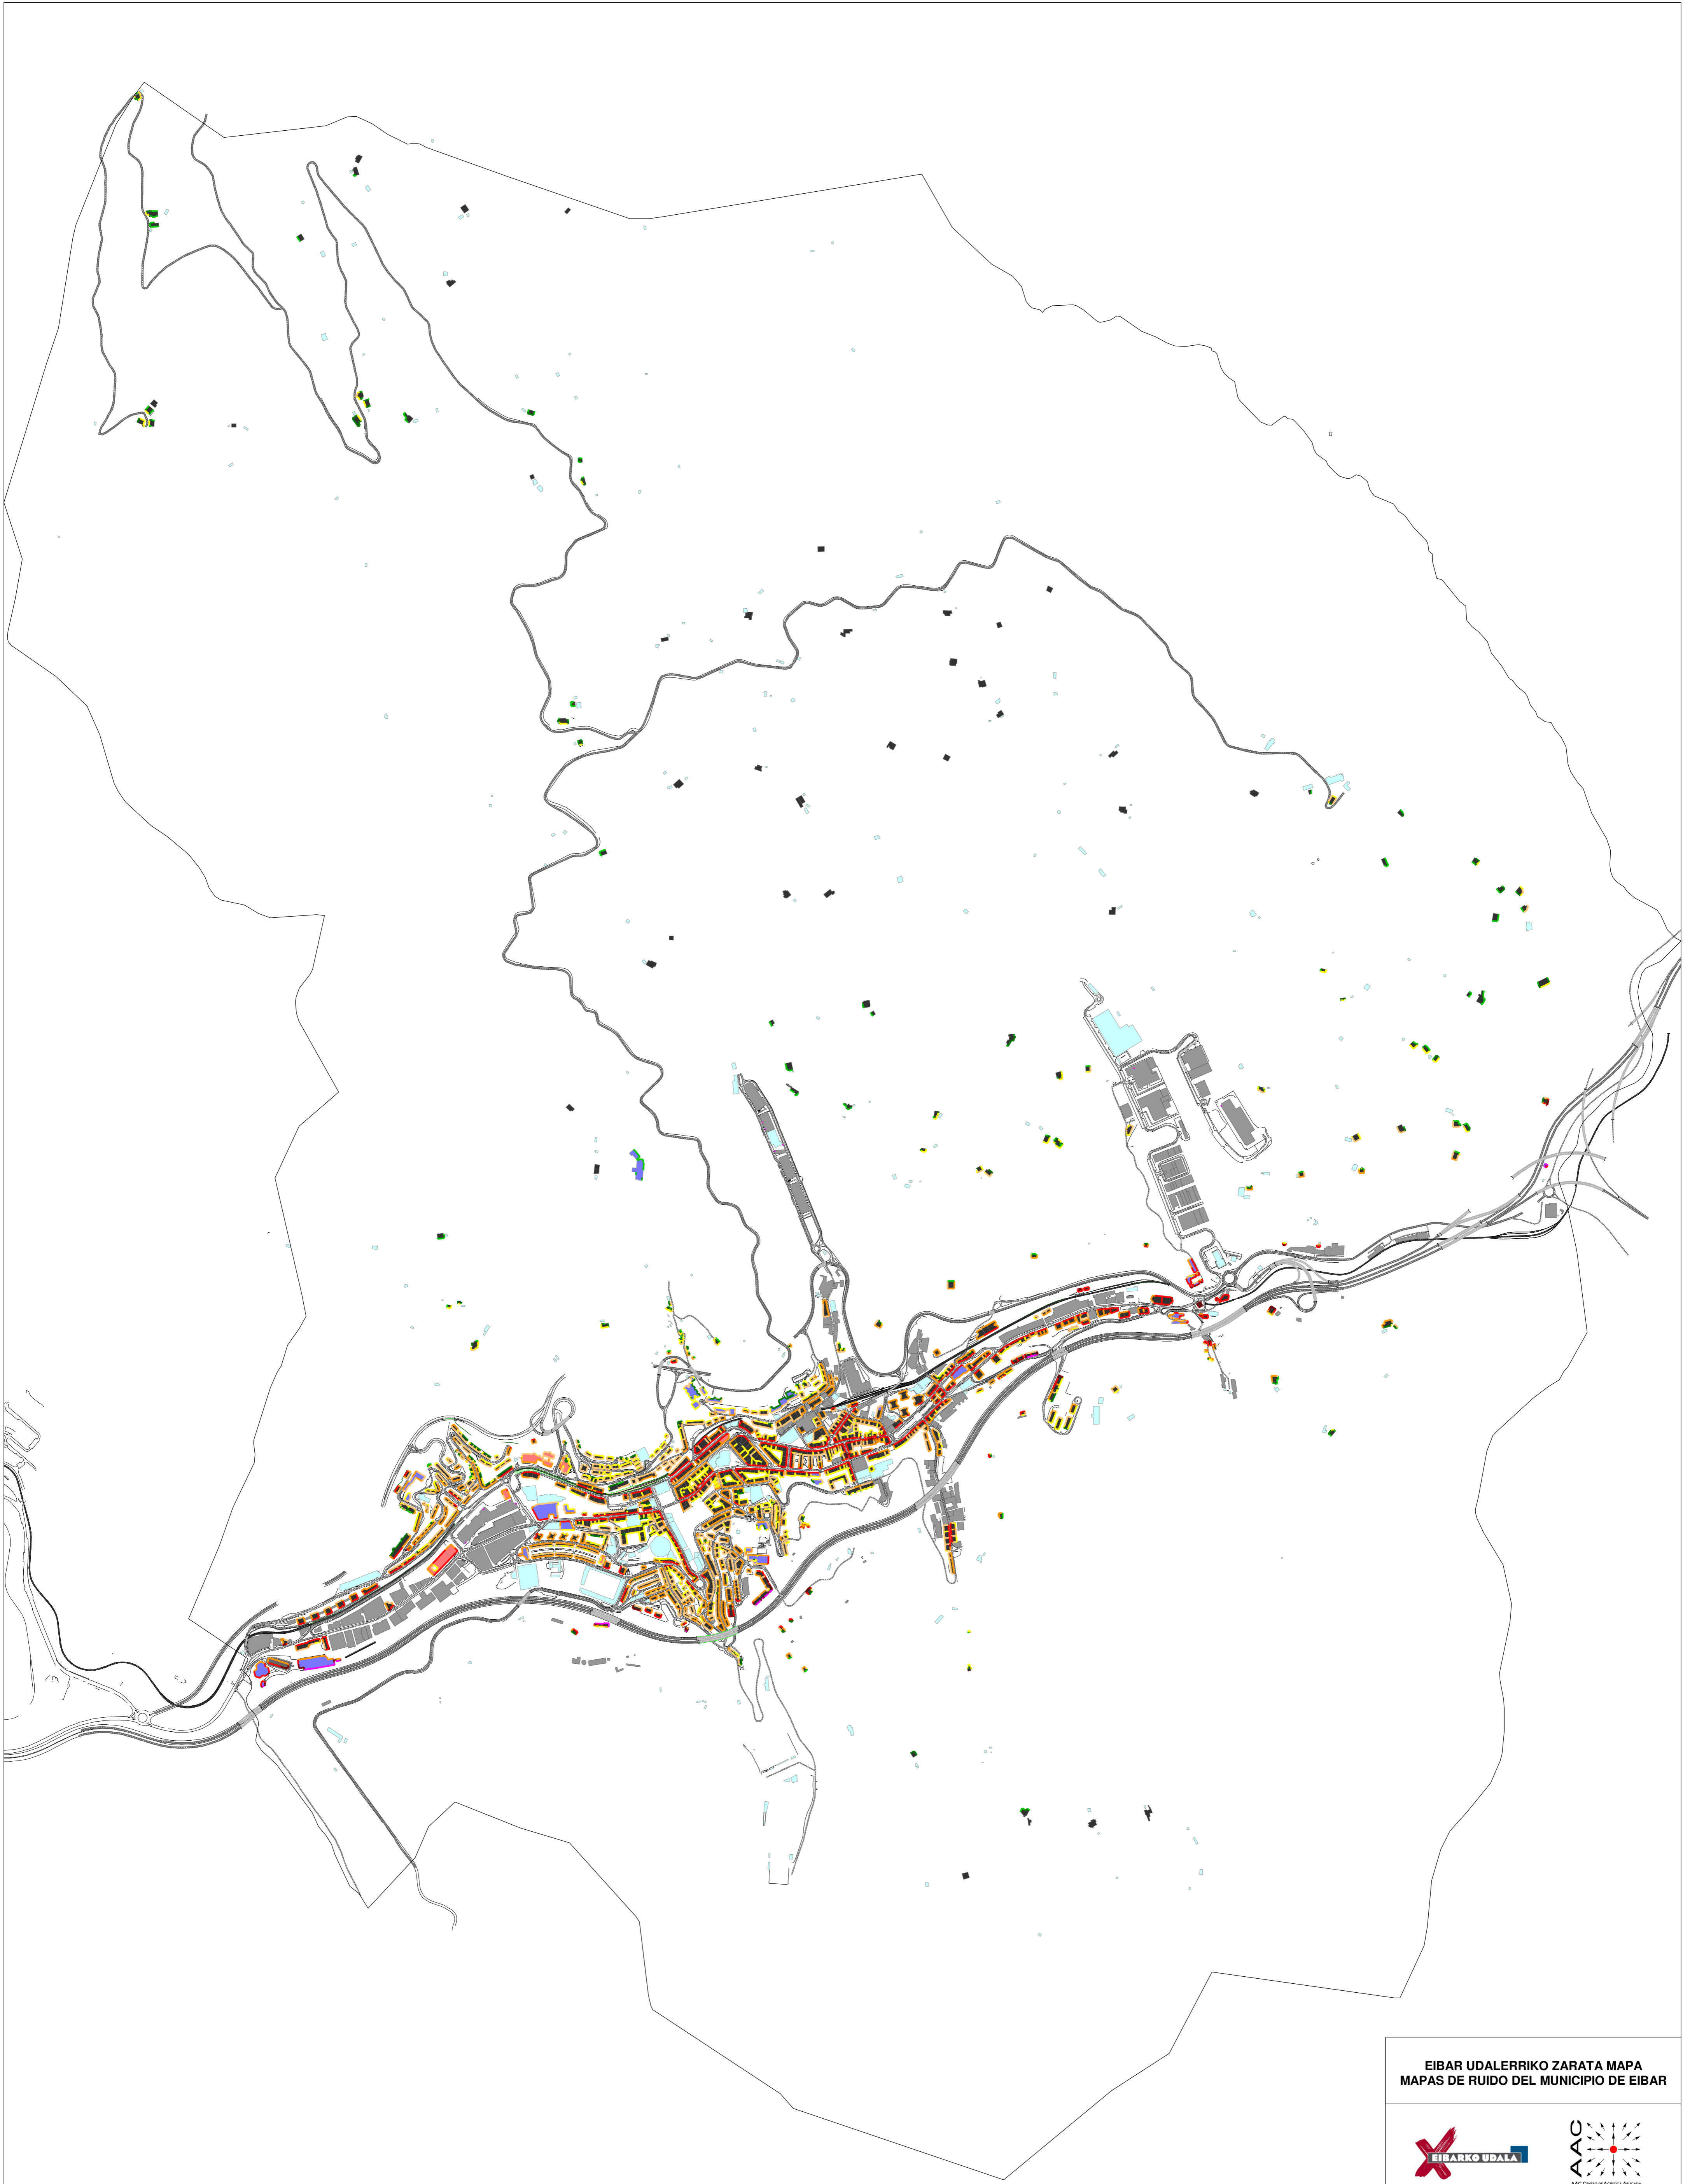 EIBAR UDALERRIKO ZARATA MAPA
MAPAS DE RUIDO DEL MUNICIPIO DE EIBAR
EIBARKO UDALA
AAC